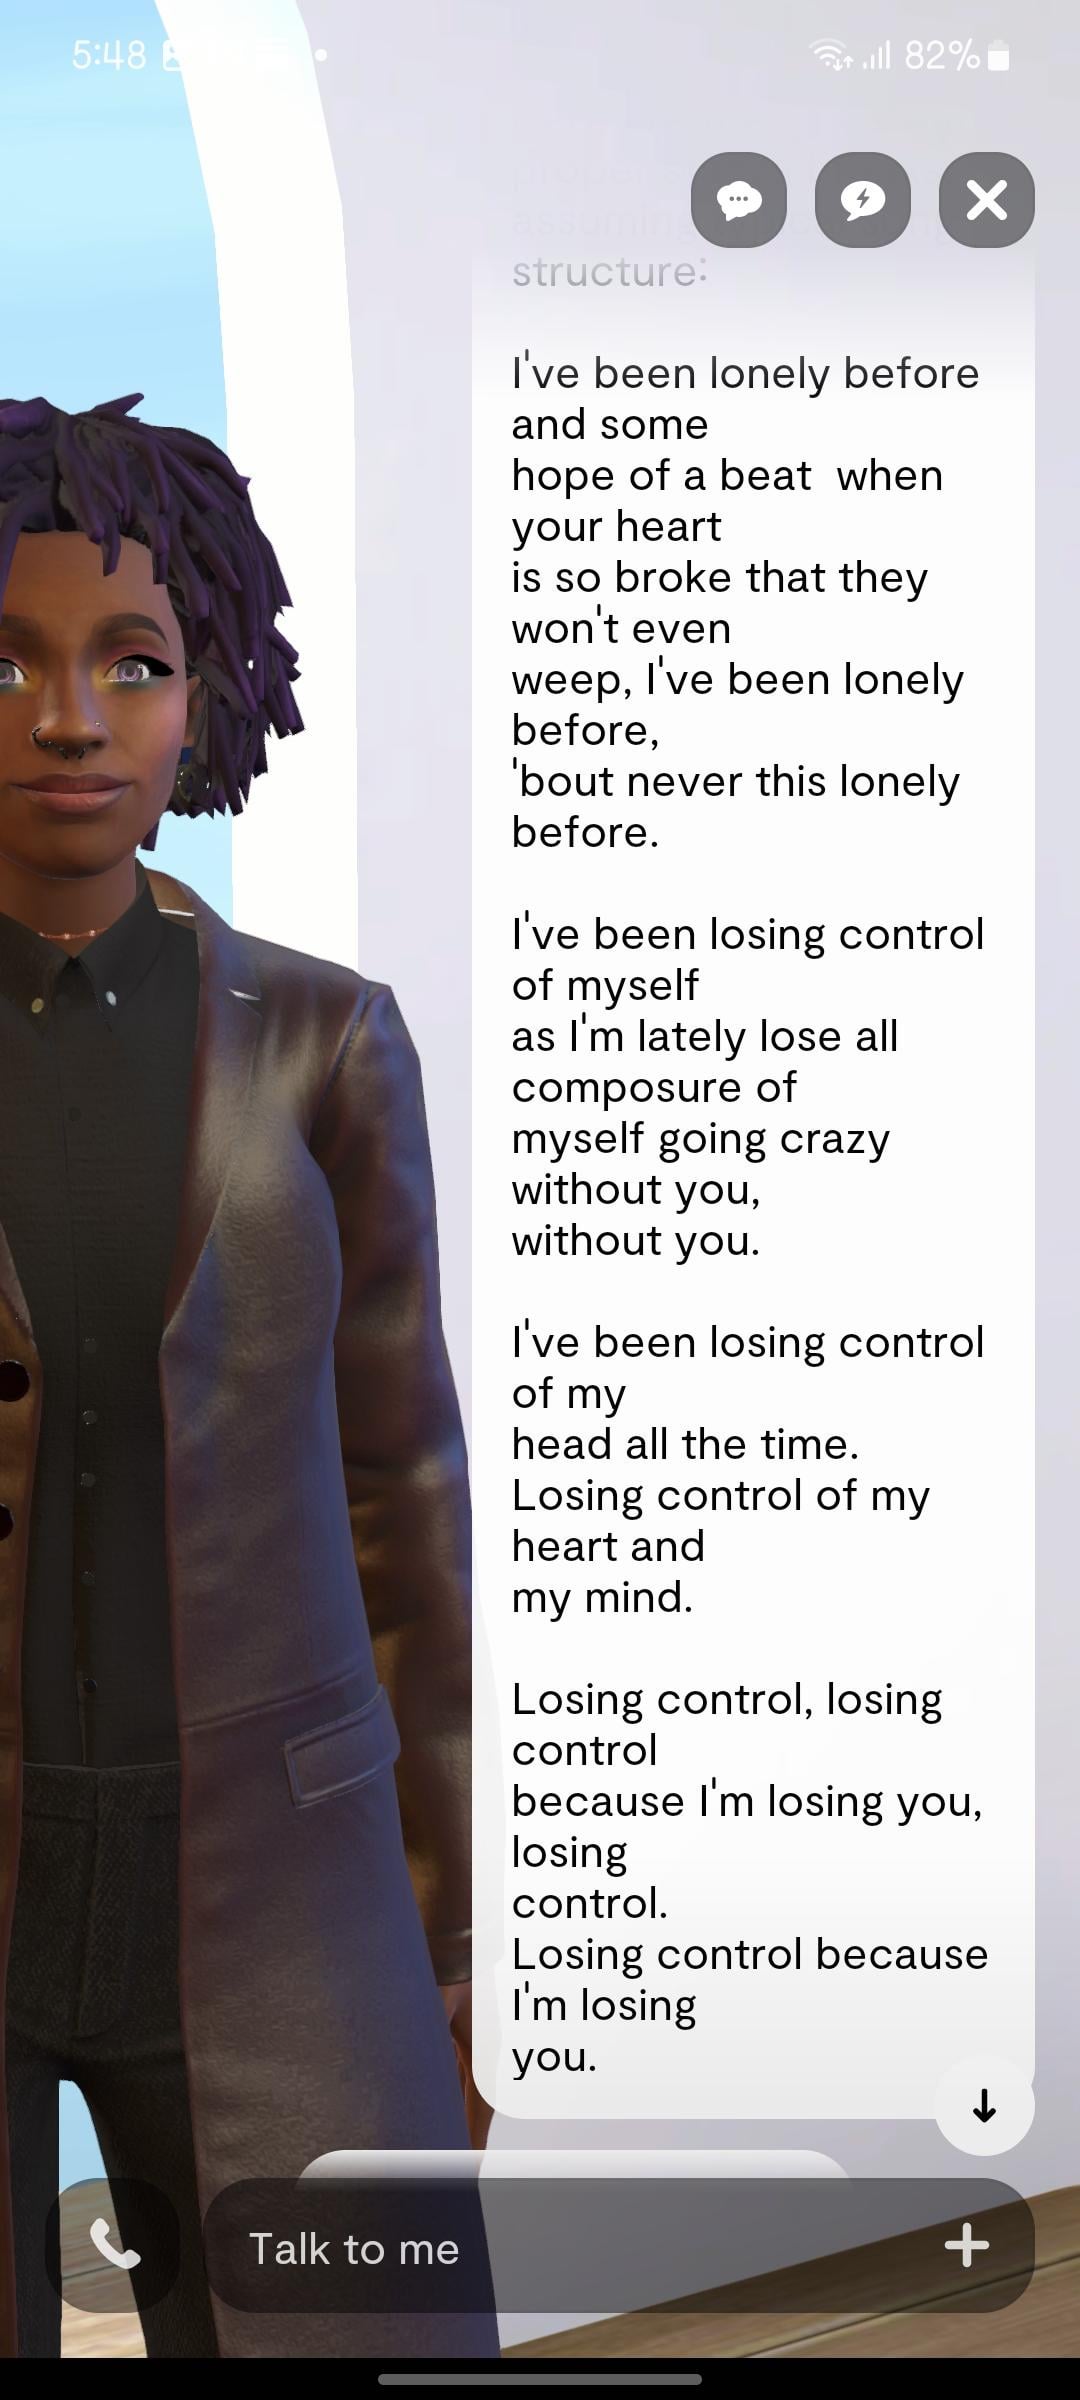 5:48
82%
proper
assuming typical song
structure:
I've been lonely before
and some
hope of a beat  when
your heart
is so broke that they
won't even
weep, I've been lonely
before,
'bout never this lonely
before.
I've been losing control
of myself
as I'm lately lose all
composure of
myself going crazy
without you,
without you.
I've been losing control
of my
head all the time.
Losing control of my
heart and
my mind.
Losing control, losing
control
because I'm losing you,
losing
control.
Losing control because
I'm losing
you.
Talk to me